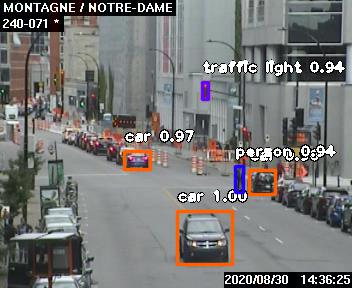 MONTAGNE / NOTRE-DAME
240-071 *
traffic light 0.94
car 0.97
person 0.94
car 1.00
2020/08/30 14:36:25